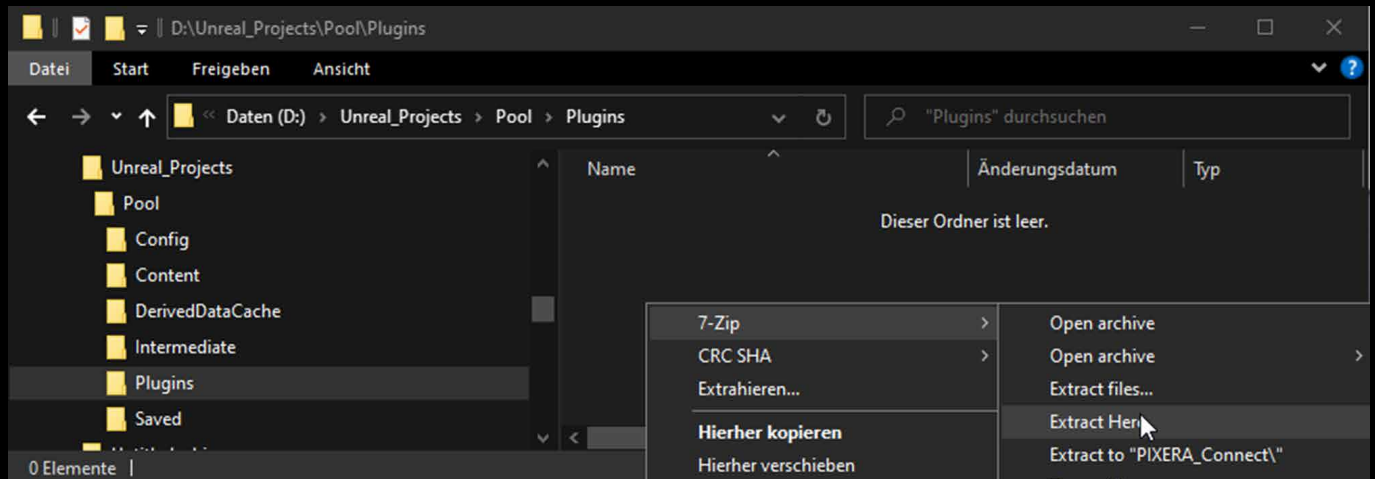 D:\Unreal_Projects\Pool\Plugins
Datei Start Freigeben Ansicht
Daten (D:) Unreal_Projects Pool Plugins
"Plugins" durchsuchen
Unreal_Projects
Pool
Config
Content
DerivedDataCache
Intermediate
Plugins
Saved
Name Änderungsdatum Typ
Dieser Ordner ist leer.
7-Zip
CRC SHA
Extrahieren...
Hierher kopieren
Hierher verschieben
Open archive
Open archive
Extract files...
Extract Here
Extract to "PIXERA_Connect\"
0 Elemente